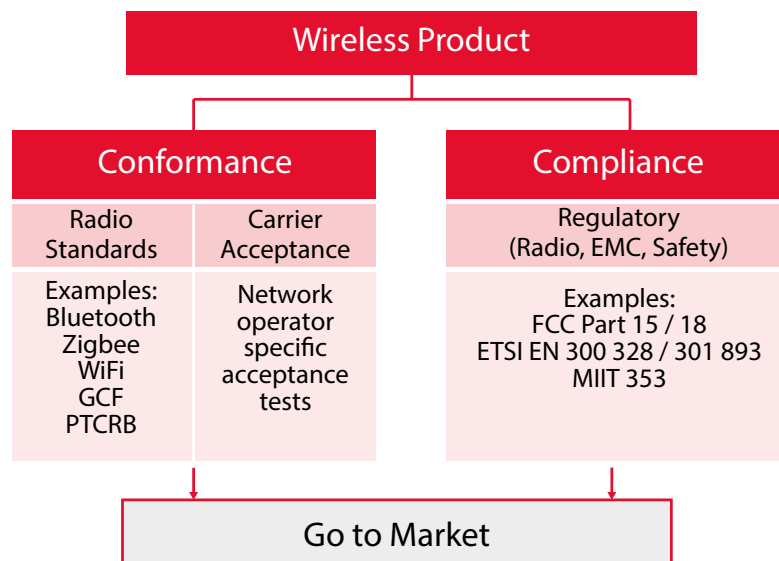 Wireless Product
Conformance
Radio
Standards
Carrier
Acceptance
Examples:
Bluetooth
Zigbee
WiFi
GCF
PTCRB
Network
operator
specific
acceptance
tests
Compliance
Regulatory
(Radio, EMC, Safety)
Examples:
FCC Part 15 / 18
ETSI EN 300 328 / 301 893
MIIT 353
Go to Market